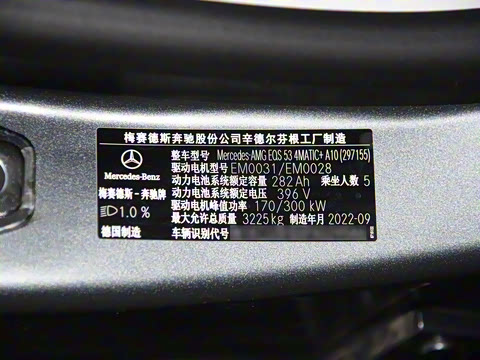 梅赛德斯奔驰股份公司辛德尔芬根工厂制造
整车型号 Mercedes-AMG EQS 53 4MATIC+ A10 (297155)
驱动电机型号 EM0031/EM0028
动力电池系统额定容量 282 Ah 乘坐人数 5
动力电池系统额定电压 396 V
驱动电机峰值功率 170/300 kW
最大允许总质量 3225 kg 制造年月 2022-09
车辆识别代号
Mercedes-Benz
梅赛德斯-奔驰牌
1.0 %
德国制造